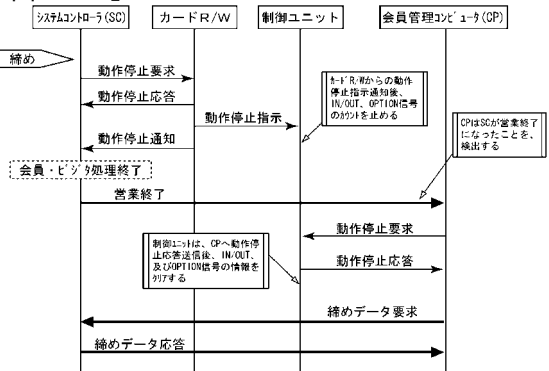 システムコントローラ(SC)
カードR/W
制御ユニット
会員管理コンピュータ(CP)
締め
動作停止要求
動作停止応答
動作停止指示
動作停止通知
カードR/Wからの動作
停止指示通知後、
IN/OUT、OPTION信号
のカウントを止める
CPはSCが営業終了
になったことを、
検出する
会員・ビジタ処理終了
営業終了
動作停止要求
制御ユニットは、CPへ動作停
止応答送信後、IN/OUT、
及びOPTION信号の情報を
クリアする
動作停止応答
締めデータ要求
締めデータ応答